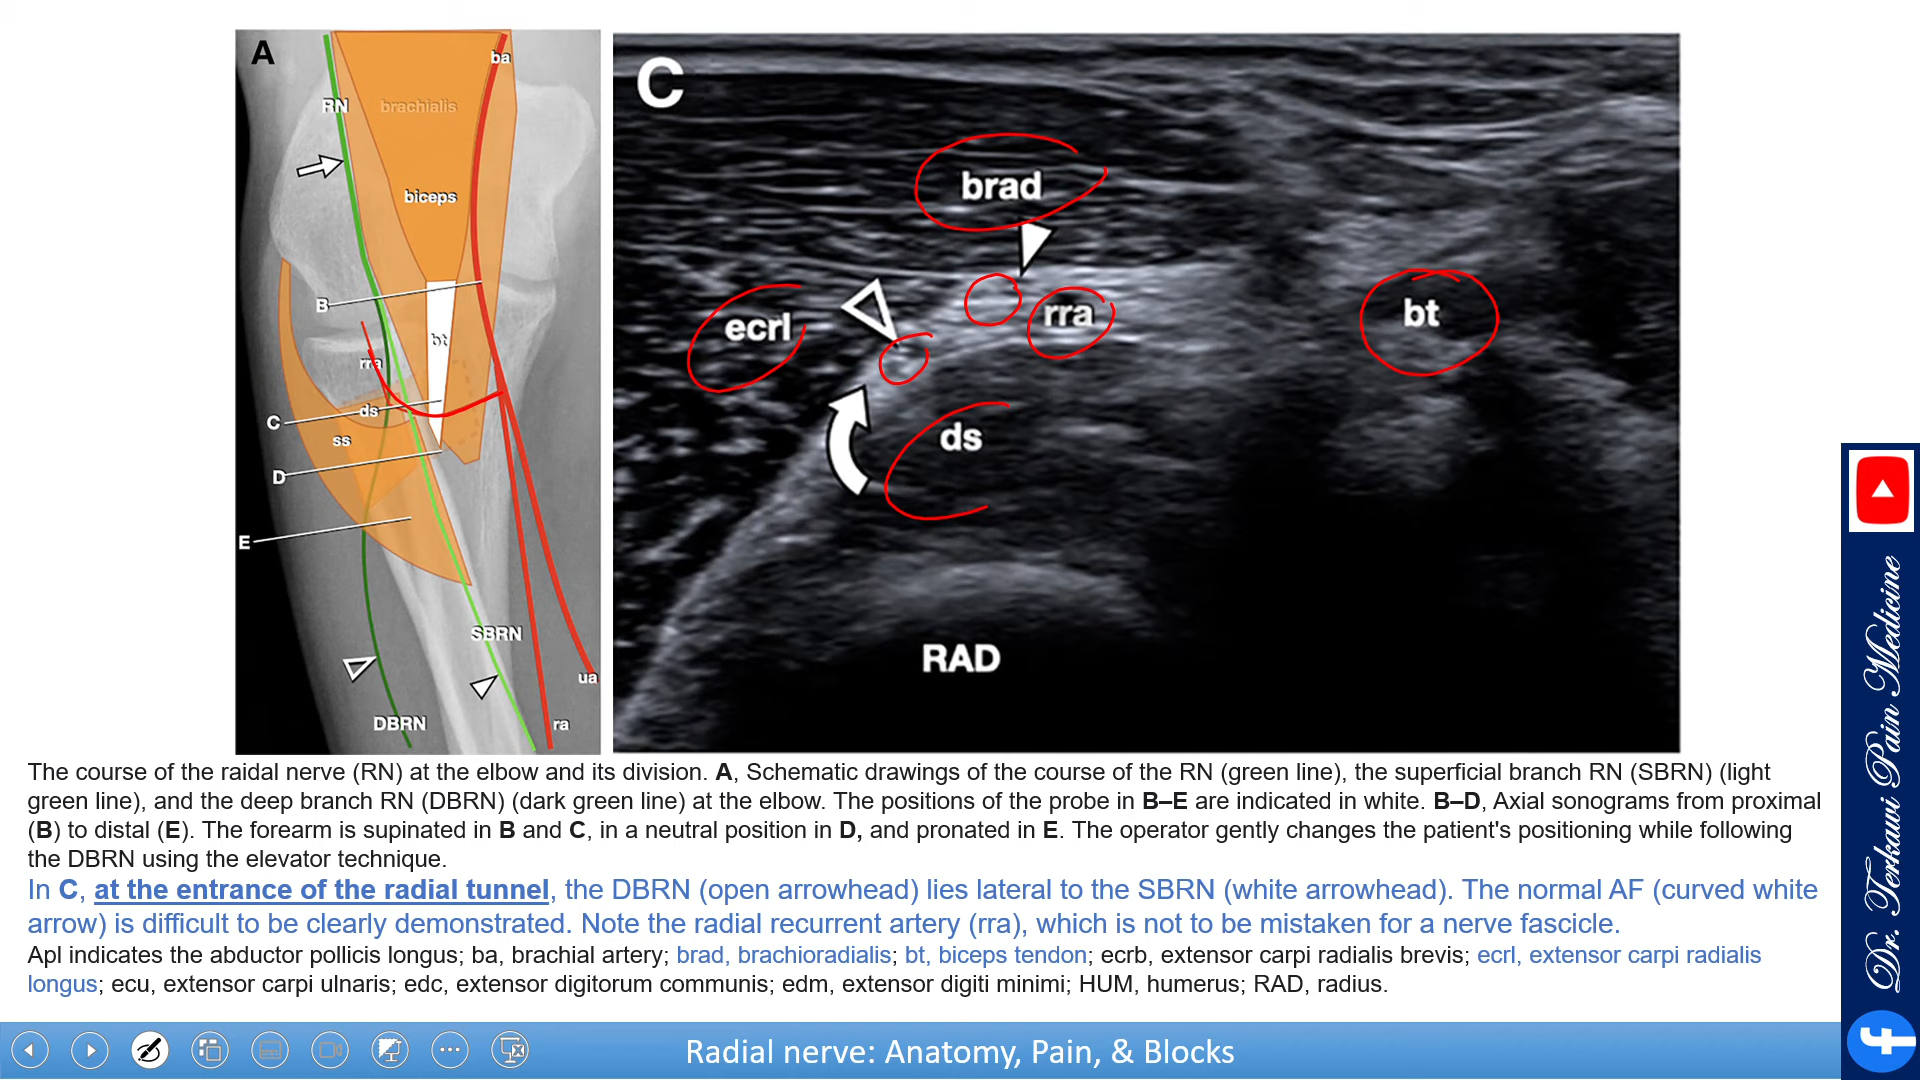 A
ba
RN
brachialis
biceps
B
bt
rra
C
ds
ss
D
E
SBRN
ua
DBRN
ra
C
brad
ecrl
rra
bt
ds
RAD
The course of the raidal nerve (RN) at the elbow and its division. A, Schematic drawings of the course of the RN (green line), the superficial branch RN (SBRN) (light
green line), and the deep branch RN (DBRN) (dark green line) at the elbow. The positions of the probe in B–E are indicated in white. B–D, Axial sonograms from proximal
(B) to distal (E). The forearm is supinated in B and C, in a neutral position in D, and pronated in E. The operator gently changes the patient's positioning while following
the DBRN using the elevator technique.
In C, at the entrance of the radial tunnel, the DBRN (open arrowhead) lies lateral to the SBRN (white arrowhead). The normal AF (curved white
arrow) is difficult to be clearly demonstrated. Note the radial recurrent artery (rra), which is not to be mistaken for a nerve fascicle.
Apl indicates the abductor pollicis longus; ba, brachial artery; brad, brachioradialis; bt, biceps tendon; ecrb, extensor carpi radialis brevis; ecrl, extensor carpi radialis
longus; ecu, extensor carpi ulnaris; edc, extensor digitorum communis; edm, extensor digiti minimi; HUM, humerus; RAD, radius.
Radial nerve: Anatomy, Pain, & Blocks
Dr. Terkawi Pain Medicine